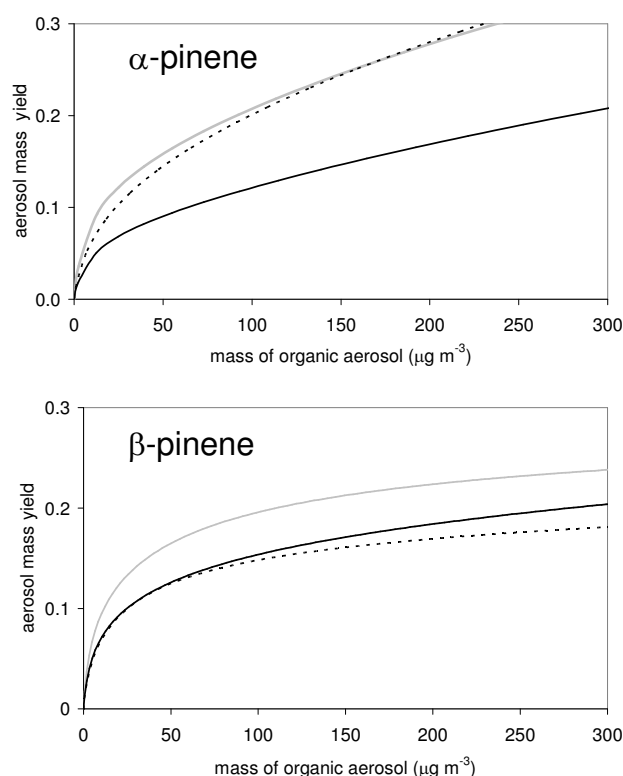 α-pinene
aerosol mass yield
0.3
0.2
0.1
0.0
0 50 100 150 200 250 300
mass of organic aerosol (μg m-3)
β-pinene
aerosol mass yield
0.3
0.2
0.1
0
0 50 100 150 200 250 300
mass of organic aerosol (μg m-3)